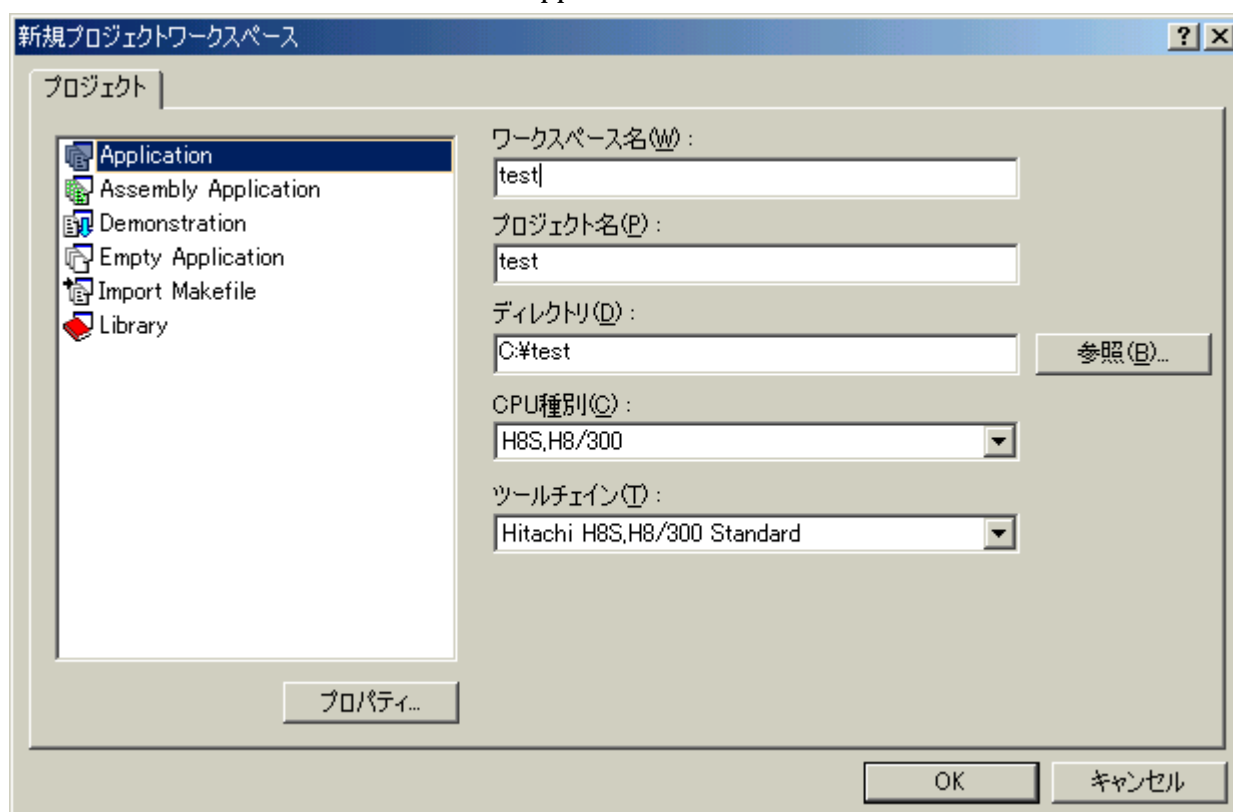 新規プロジェクトワークスペース
プロジェクト
Application
Assembly Application
Demonstration
Empty Application
Import Makefile
Library
プロパティ...
ワークスペース名(W) :
test
プロジェクト名(P) :
test
ディレクトリ(D) :
C:¥test
参照(B)...
CPU種別(C) :
H8S,H8/300
ツールチェイン(T) :
Hitachi H8S,H8/300 Standard
OK
キャンセル